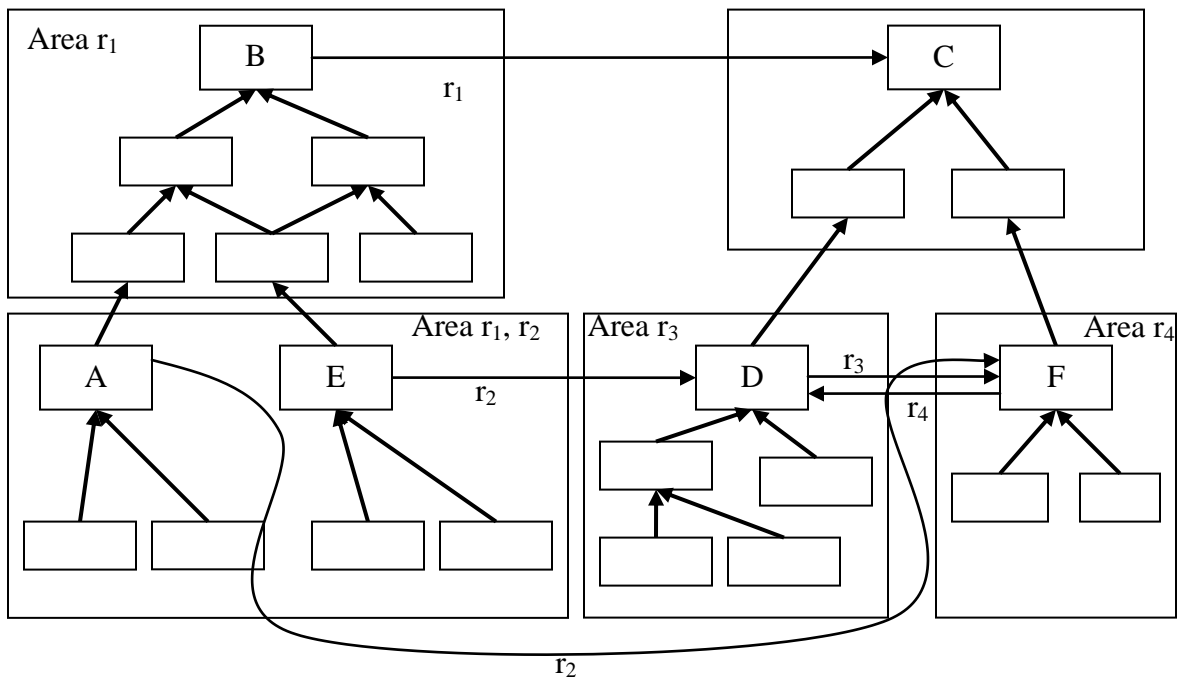 Area r₁
B
C
r₁
Area r₁, r₂
Area r₃
Area r₄
A
E
D
F
r₃
r₂
r₄
r₂